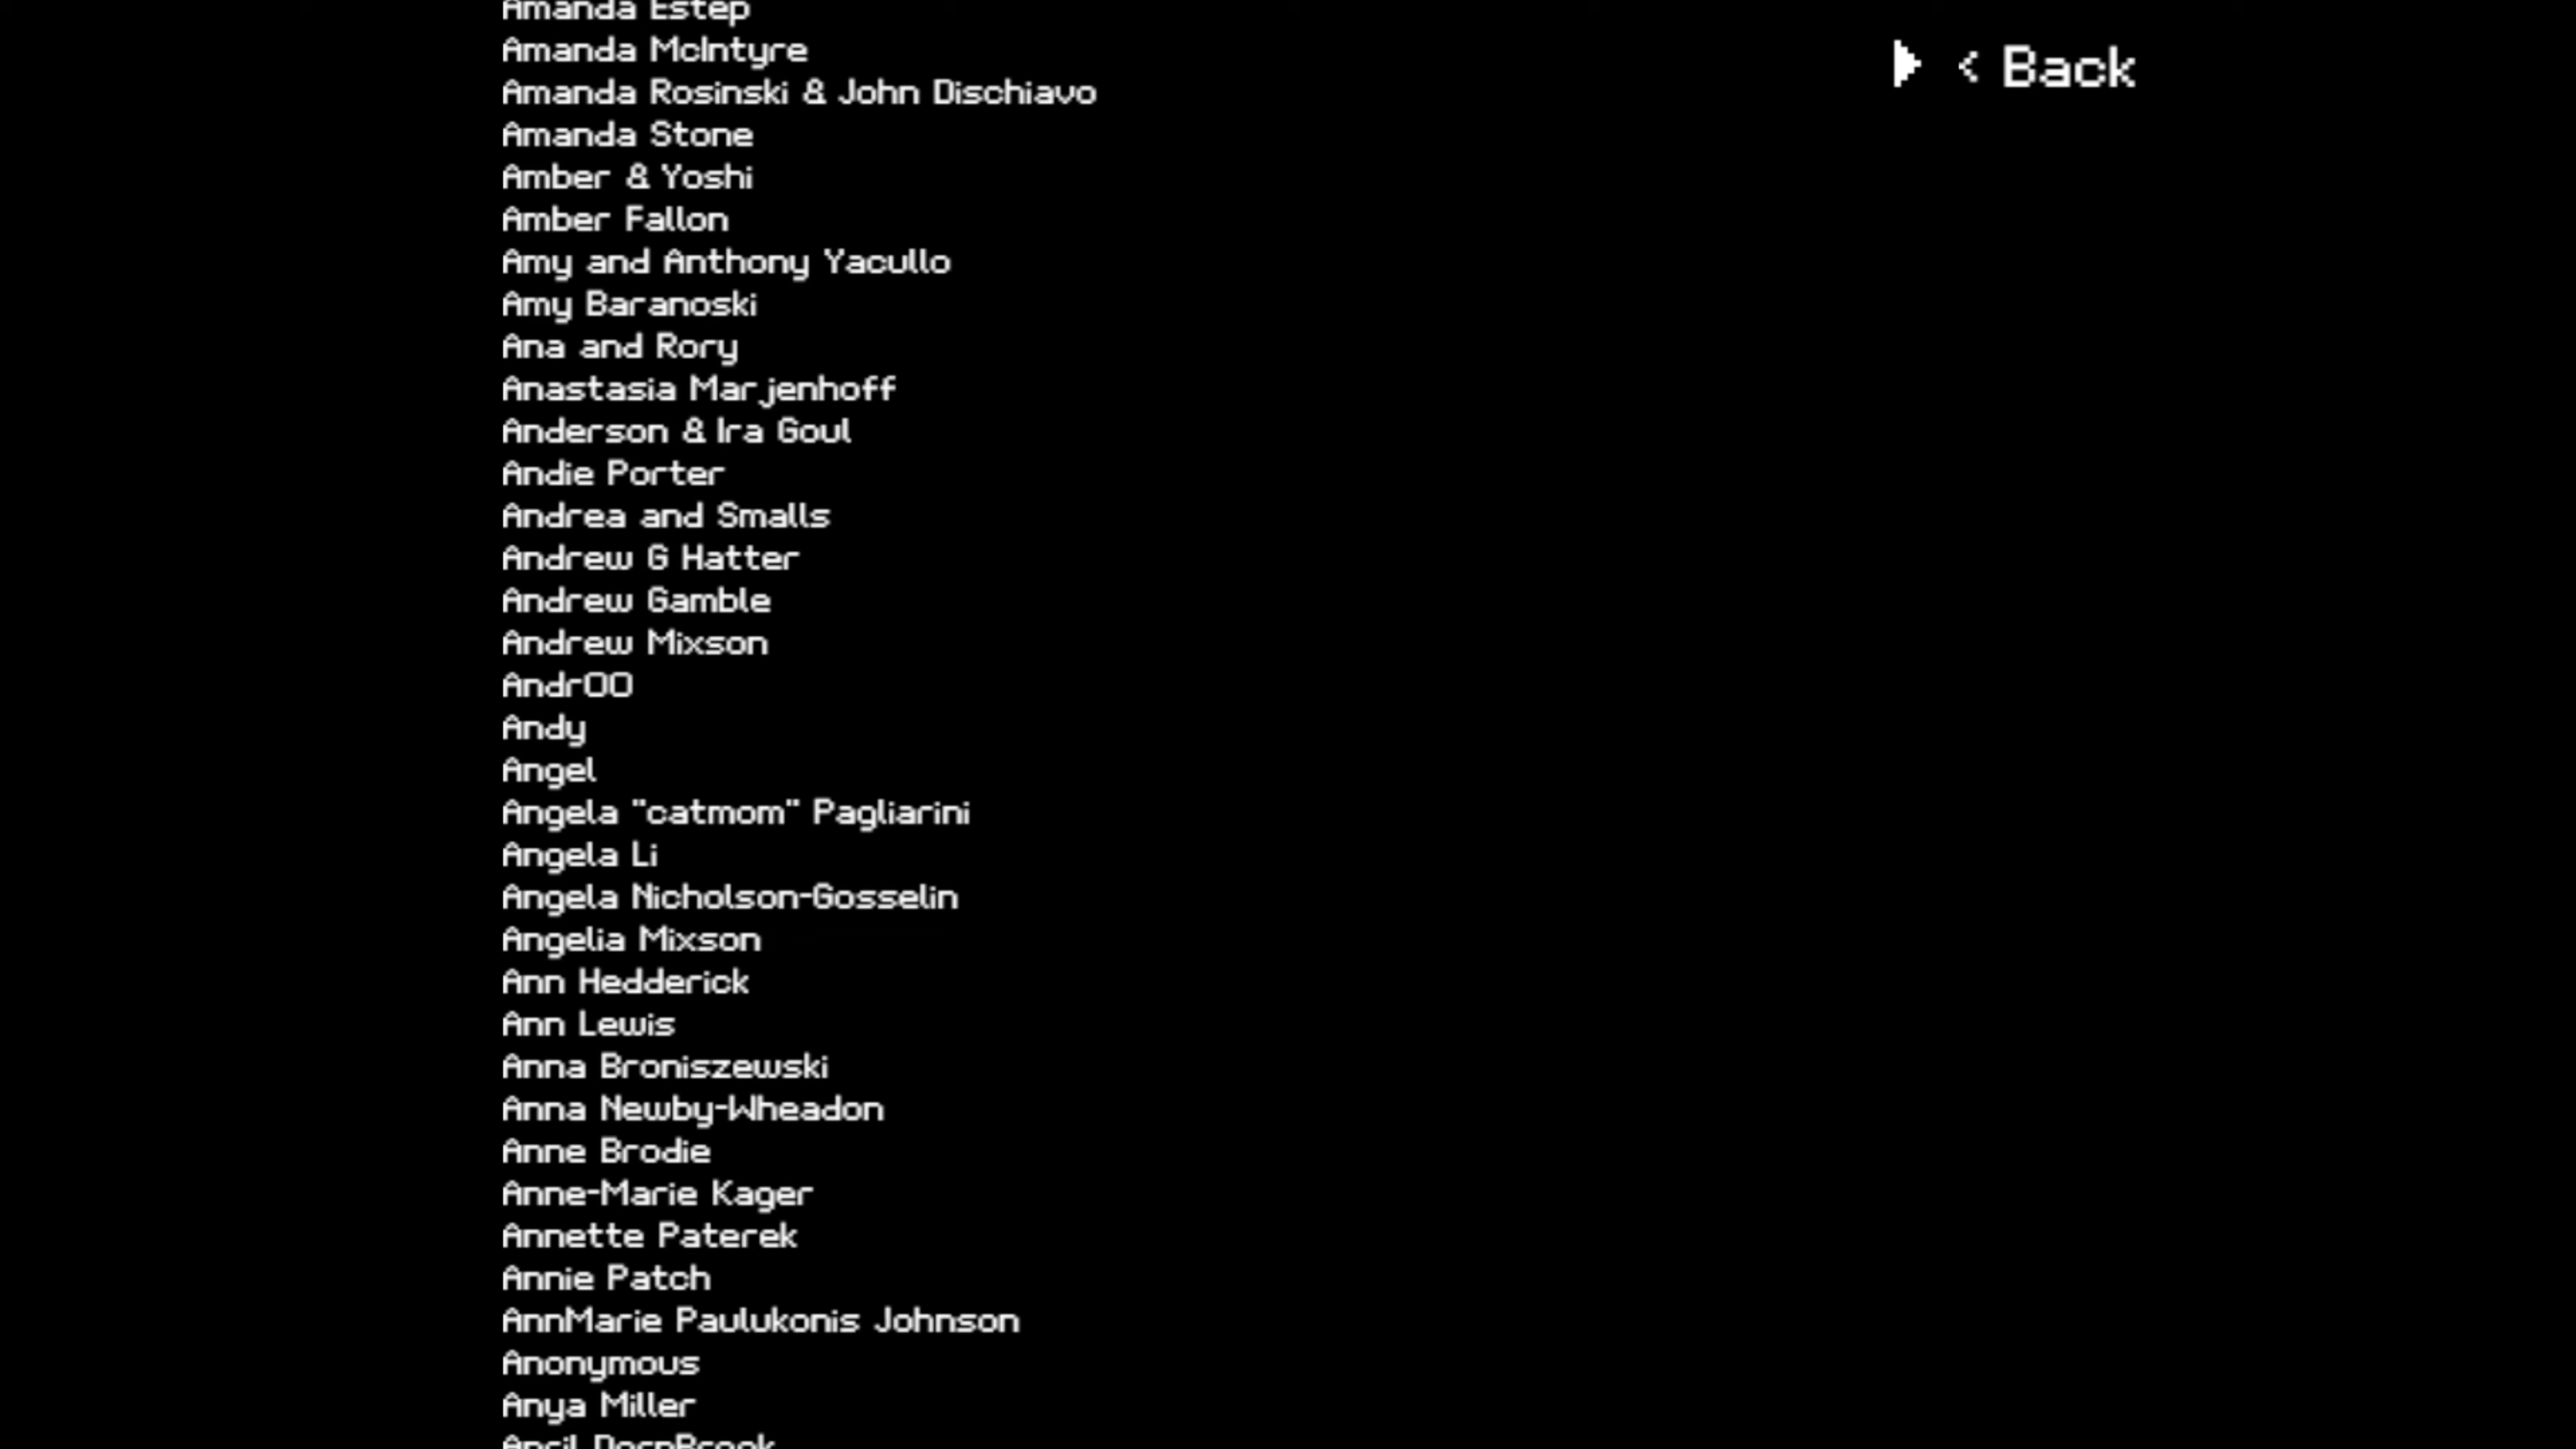 Amanda Estep
Amanda McIntyre
< Back
Amanda Rosinski & John Dischiavo
Amanda Stone
Amber & Yoshi
Amber Fallon
Amy and Anthony Yacullo
Amy Baranoski
Ana and Rory
Anastasia Marjenhoff
Anderson & Ira Goul
Andie Porter
Andrea and Smalls
Andrew G Hatter
Andrew Gamble
Andrew Mixson
AndrOO
Andy
Angel
Angela "catmom" Pagliarini
Angela Li
Angela Nicholson-Gosselin
Angelia Mixson
Ann Hedderick
Ann Lewis
Anna Broniszewski
Anna Newby-Wheadon
Anne Brodie
Anne-Marie Kager
Annette Paterek
Annie Patch
AnnMarie Paulukonis Johnson
Anonymous
Anya Miller
April